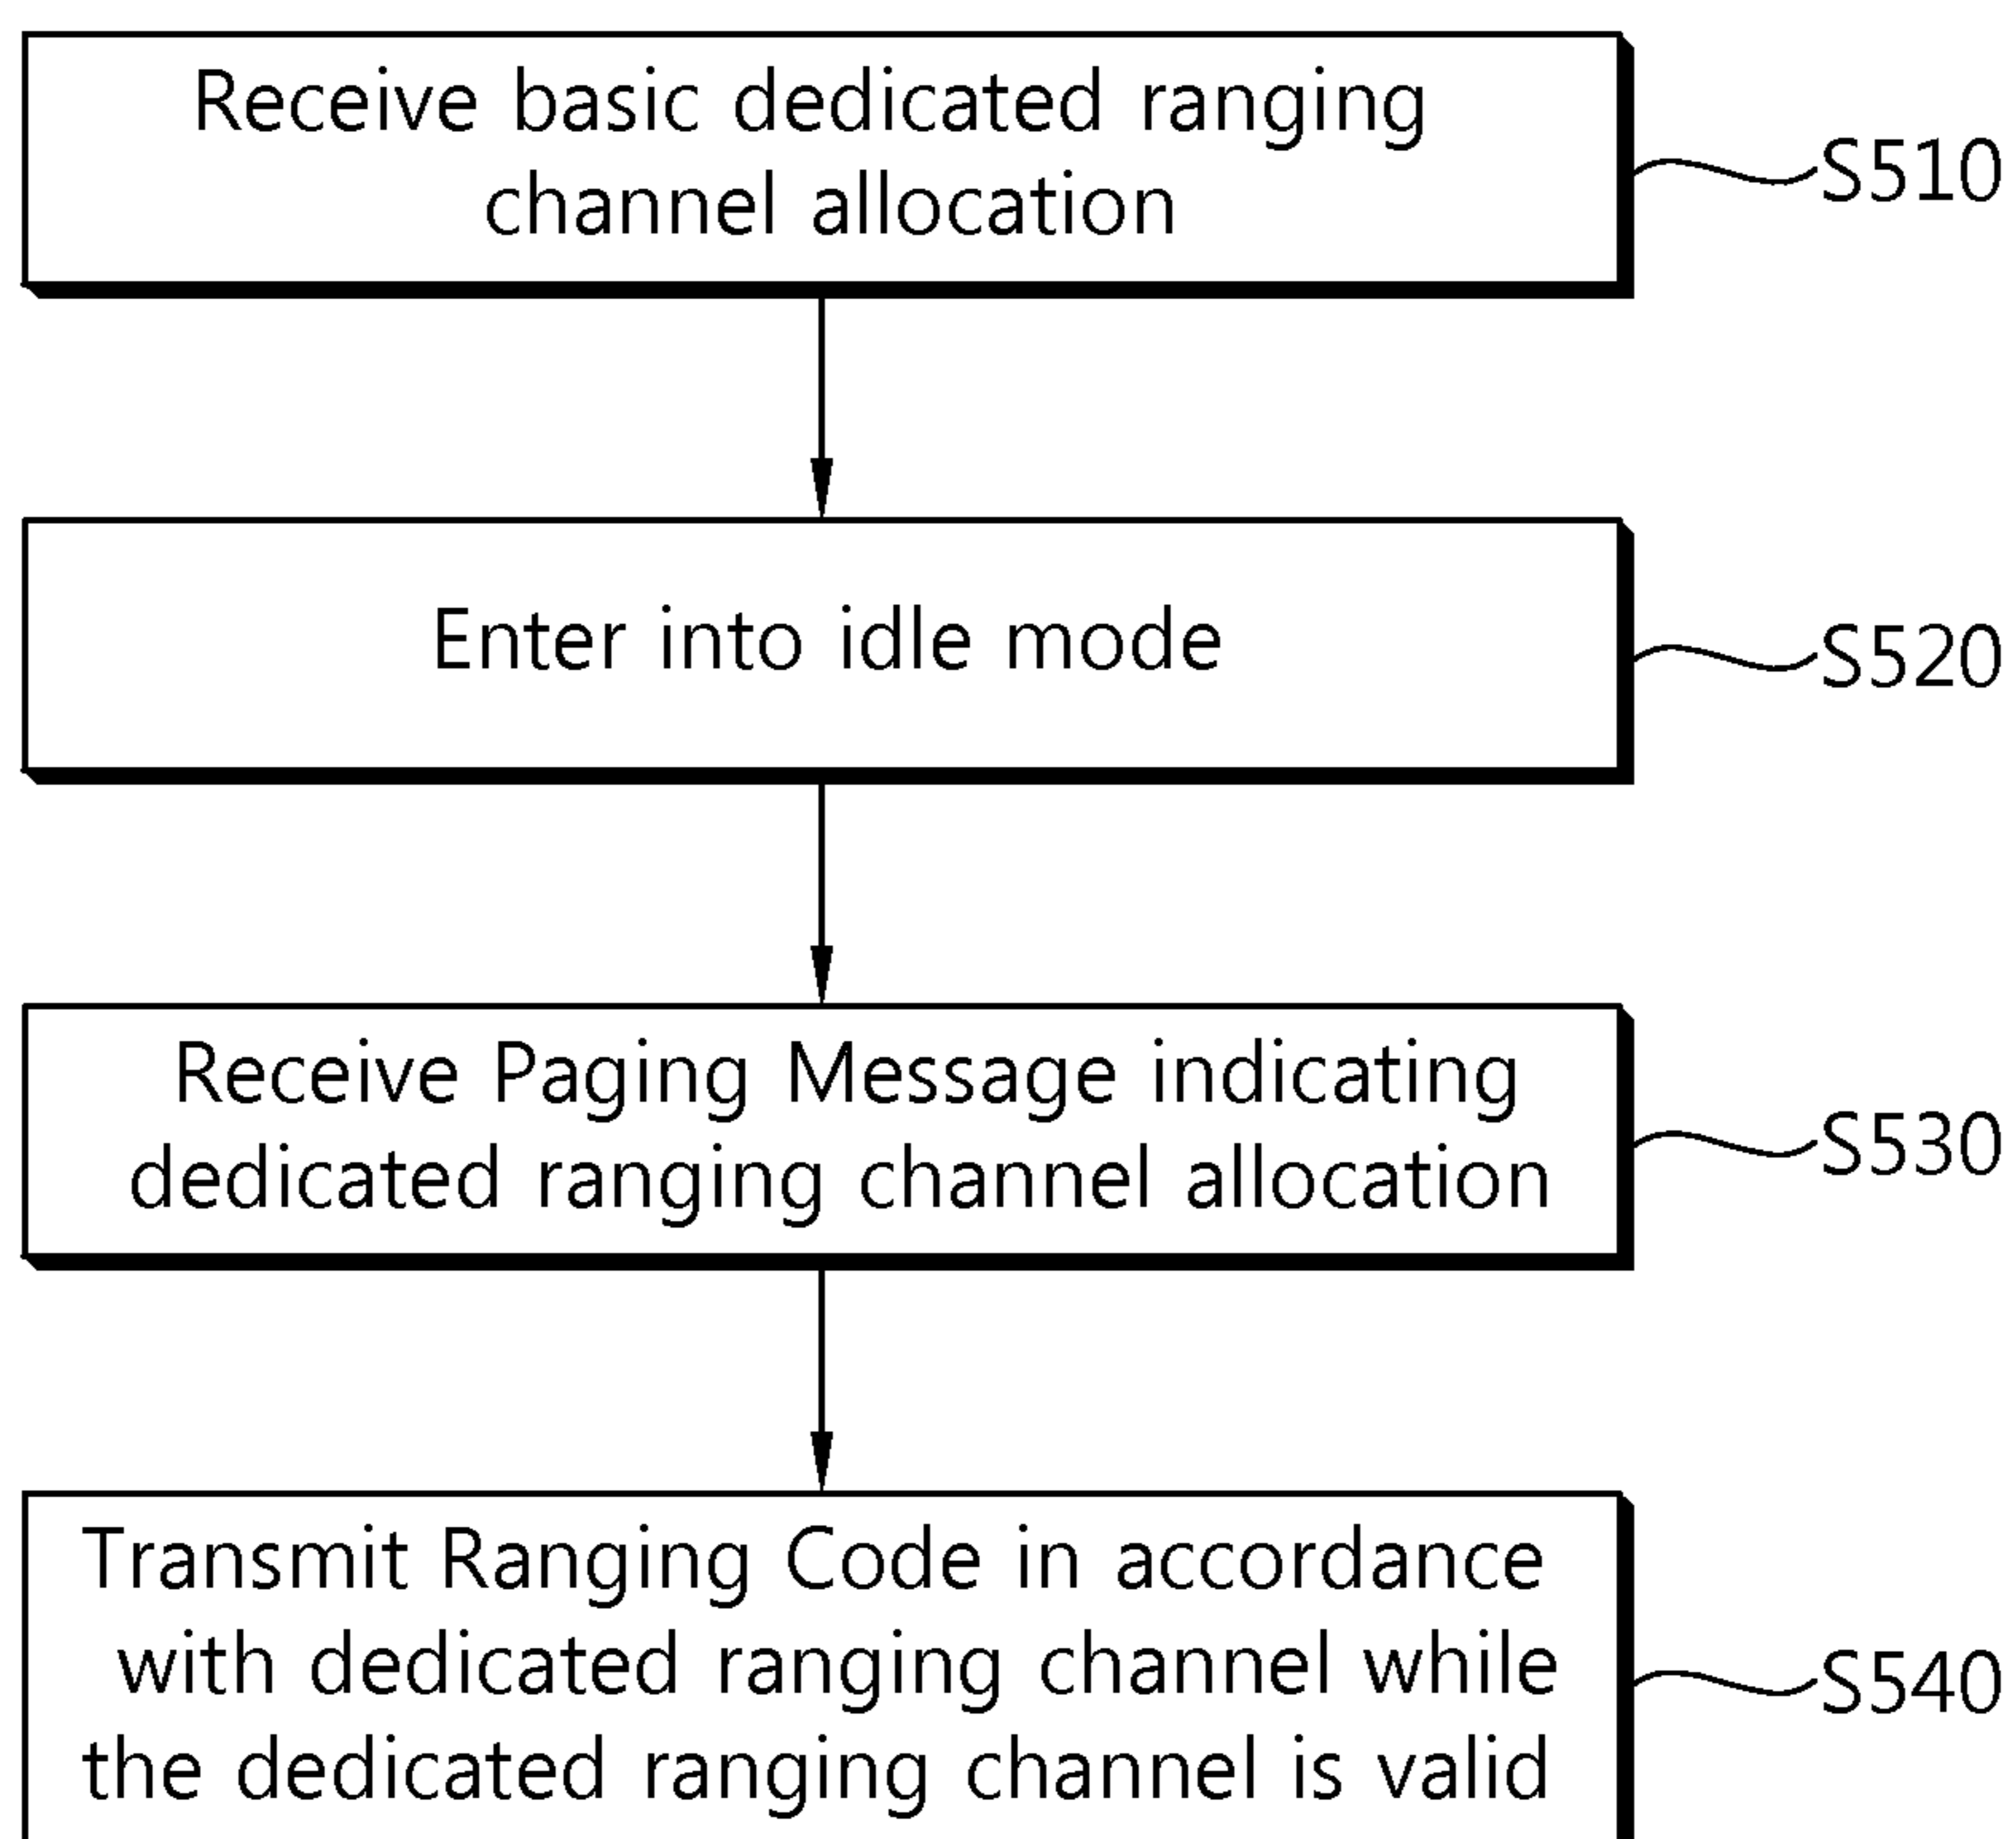 Receive basic dedicated ranging
channel allocation
S510
Enter into idle mode
S520
Receive Paging Message indicating
dedicated ranging channel allocation
S530
Transmit Ranging Code in accordance
with dedicated ranging channel while
the dedicated ranging channel is valid
S540